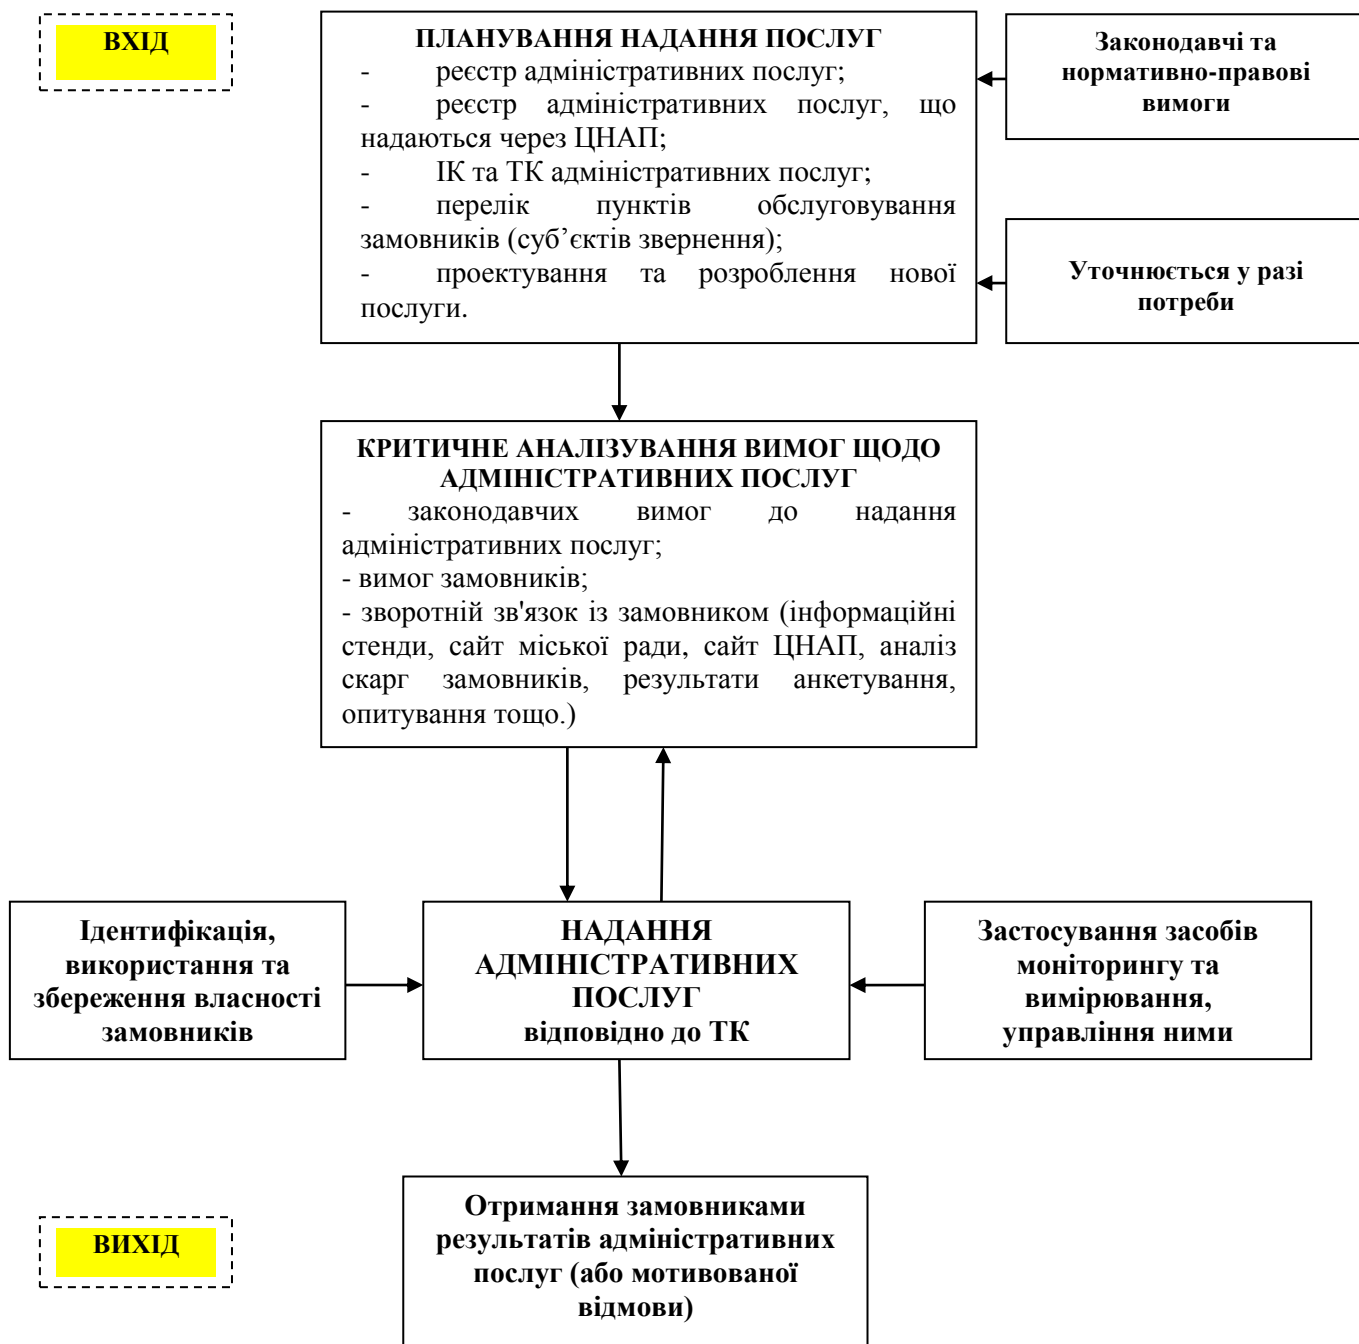 ВХІД
ПЛАНУВАННЯ НАДАННЯ ПОСЛУГ
- реєстр адміністративних послуг;
- реєстр адміністративних послуг, що
надаються через ЦНАП;
- ІК та ТК адміністративних послуг;
- перелік пунктів обслуговування
замовників (суб’єктів звернення);
- проектування та розроблення нової
послуги.
Законодавчі та
нормативно-правові
вимоги
Уточнюється у разі
потреби
КРИТИЧНЕ АНАЛІЗУВАННЯ ВИМОГ ЩОДО
АДМІНІСТРАТИВНИХ ПОСЛУГ
- законодавчих вимог до надання
адміністративних послуг;
- вимог замовників;
- зворотній зв'язок із замовником (інформаційні
стенди, сайт міської ради, сайт ЦНАП, аналіз
скарг замовників, результати анкетування,
опитування тощо.)
Ідентифікація,
використання та
збереження власності
замовників
НАДАННЯ
АДМІНІСТРАТИВНИХ
ПОСЛУГ
відповідно до ТК
Застосування засобів
моніторингу та
вимірювання,
управління ними
ВИХІД
Отримання замовниками
результатів адміністративних
послуг (або мотивованої
відмови)